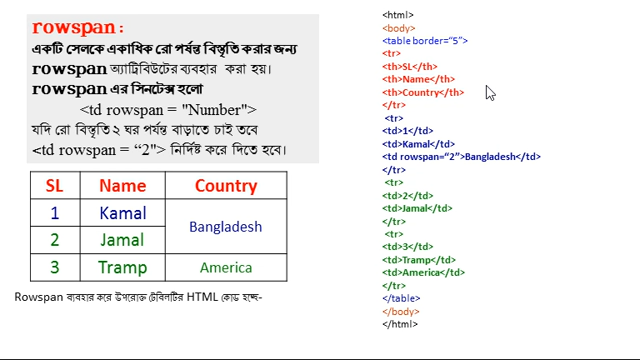 rowspan :
একটি সেলকে একাধিক রো পর্যন্ত বিস্তৃতি করার জন্য
rowspan অ্যাট্রিবিউটের ব্যবহার করা হয়।
rowspan এর সিনটেক্স হলো
<td rowspan = "Number">
যদি রো বিস্তৃতি ২ ঘর পর্যন্ত বাড়াতে চাই তবে
<td rowspan = “2"> নির্দিষ্ট করে দিতে হবে।
SL Name Country
1 Kamal Bangladesh
2 Jamal
3 Tramp America
Rowspan ব্যবহার করে উপরোক্ত টেবিলটির HTML কোড হচ্ছে-
<html>
<body>
<table border=“5”>
<tr>
<th>SL</th>
<th>Name</th>
<th>Country</th>
</tr>
<tr>
<td>1</td>
<td>Kamal</td>
<td rowspan=“2”>Bangladesh</td>
</tr>
<tr>
<td>2</td>
<td>Jamal</td>
</tr>
<tr>
<td>3</td>
<td>Tramp</td>
<td>America</td>
</tr>
</table>
</body>
</html>